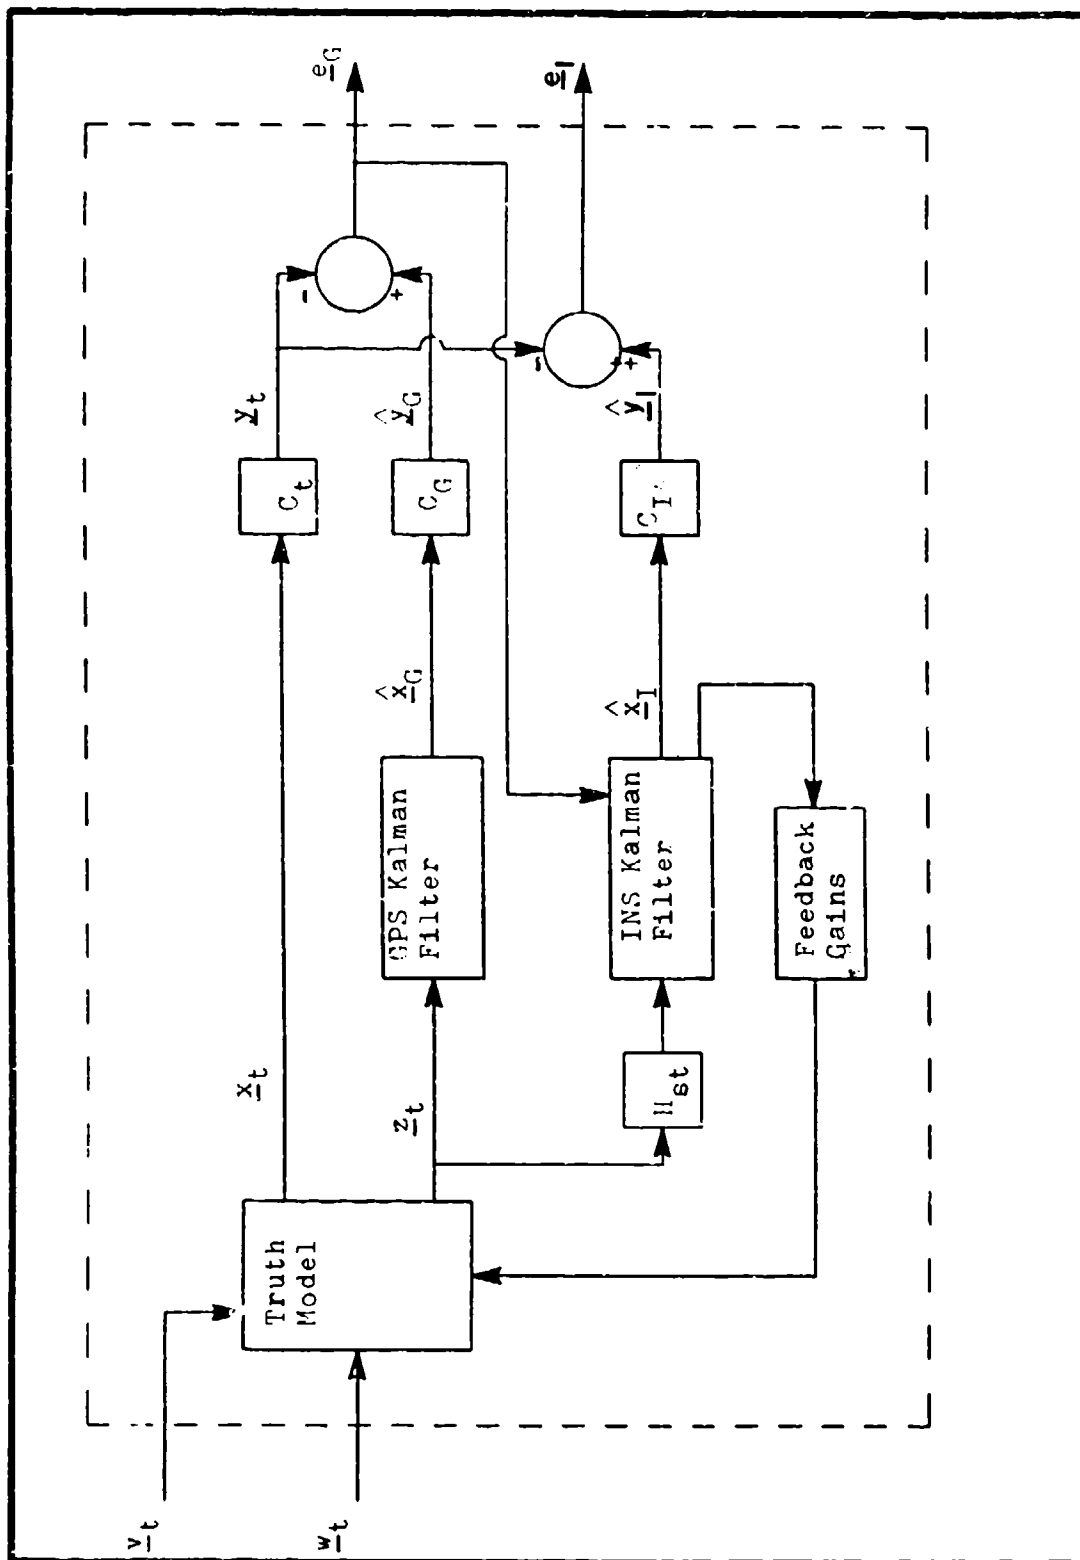 v_t
w_t
Truth
Model
x_t
z_t
GPS Kalman
Filter
H_st
INS Kalman
Filter
Feedback
Gains
x̂_G
x̂_I
C_t
C_G
C_I
y_t
ŷ_G
ŷ_I
-
+
-
++
e_G
e_I